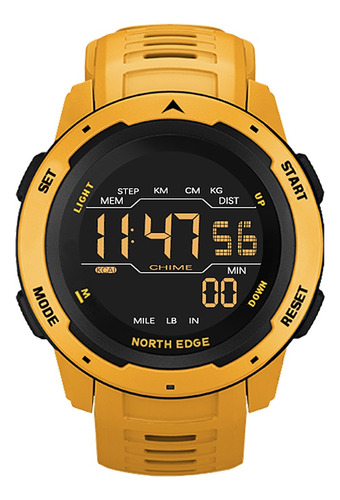 SET
START
LIGHT
UP
STEP KM CM KG
MEM DIST
11:47 56
KCAL CHIME MIN
00
M
DOWN
MODE
RESET
MILE LB IN
NORTH EDGE